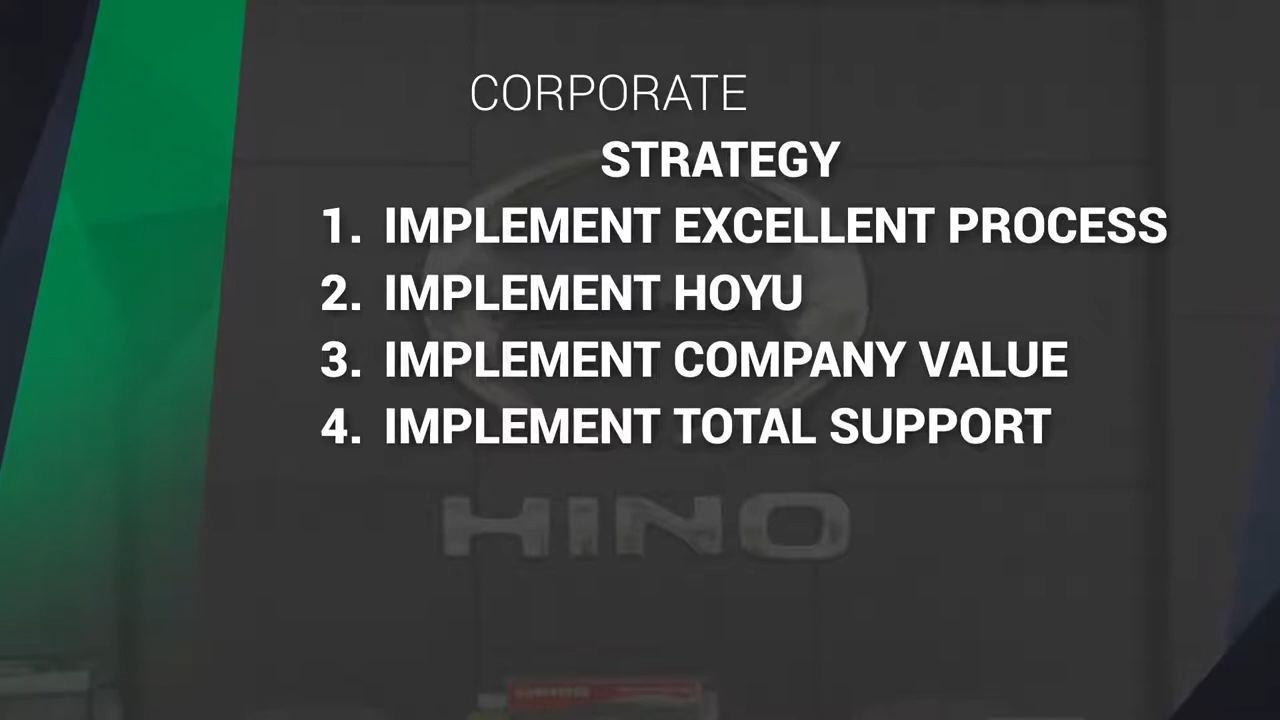 CORPORATE
STRATEGY
1. IMPLEMENT EXCELLENT PROCESS
2. IMPLEMENT HOYU
3. IMPLEMENT COMPANY VALUE
4. IMPLEMENT TOTAL SUPPORT
HINO